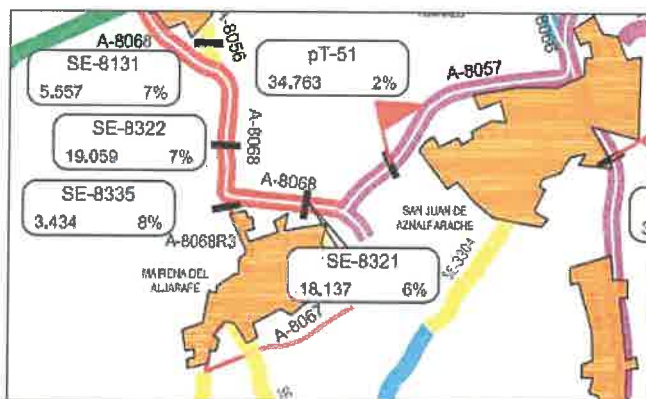 A-8068
A-8056
SE-8131
5.557 7%
pT-51
34.763 2%
A-8057
SE-8322
19.059 7%
A-8068
SE-8335
3.434 8%
A-8068
A-8068R3
SAN JUAN DE
AZNALFARACHE
MAIRENA DEL
ALJARAFE
SE-8321
18.137 6%
SE-3304
A-8067